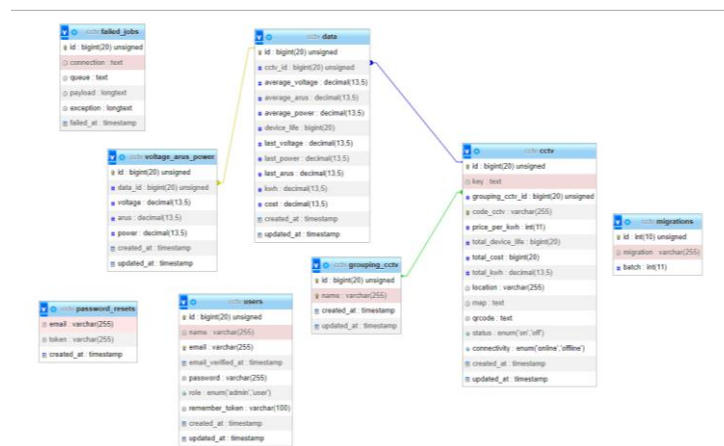 cctv failed_jobs
id : bigint(20) unsigned
connection : text
queue : text
payload : longtext
exception : longtext
failed_at : timestamp
cctv data
id : bigint(20) unsigned
cctv_id : bigint(20) unsigned
average_voltage : decimal(13,5)
average_arus : decimal(13,5)
average_power : decimal(13,5)
device_life : bigint(20)
last_voltage : decimal(13,5)
last_power : decimal(13,5)
last_arus : decimal(13,5)
kwh : decimal(13,5)
cost : decimal(13,5)
created_at : timestamp
updated_at : timestamp
cctv voltage_arus_power
id : bigint(20) unsigned
data_id : bigint(20) unsigned
voltage : decimal(13,5)
arus : decimal(13,5)
power : decimal(13,5)
created_at : timestamp
updated_at : timestamp
cctv cctv
id : bigint(20) unsigned
key : text
grouping_cctv_id : bigint(20) unsigned
code_cctv : varchar(255)
price_per_kwh : int(11)
total_device_life : bigint(20)
total_cost : bigint(20)
total_kwh : decimal(13,5)
location : varchar(255)
map : text
qrcode : text
status : enum('on','off')
connectivity : enum('online','offline')
created_at : timestamp
updated_at : timestamp
cctv migrations
id : int(10) unsigned
migration : varchar(255)
batch : int(11)
cctv grouping_cctv
id : bigint(20) unsigned
name : varchar(255)
created_at : timestamp
updated_at : timestamp
cctv password_resets
email : varchar(255)
token : varchar(255)
created_at : timestamp
cctv users
id : bigint(20) unsigned
name : varchar(255)
email : varchar(255)
email_verified_at : timestamp
password : varchar(255)
role : enum('admin','user')
remember_token : varchar(100)
created_at : timestamp
updated_at : timestamp